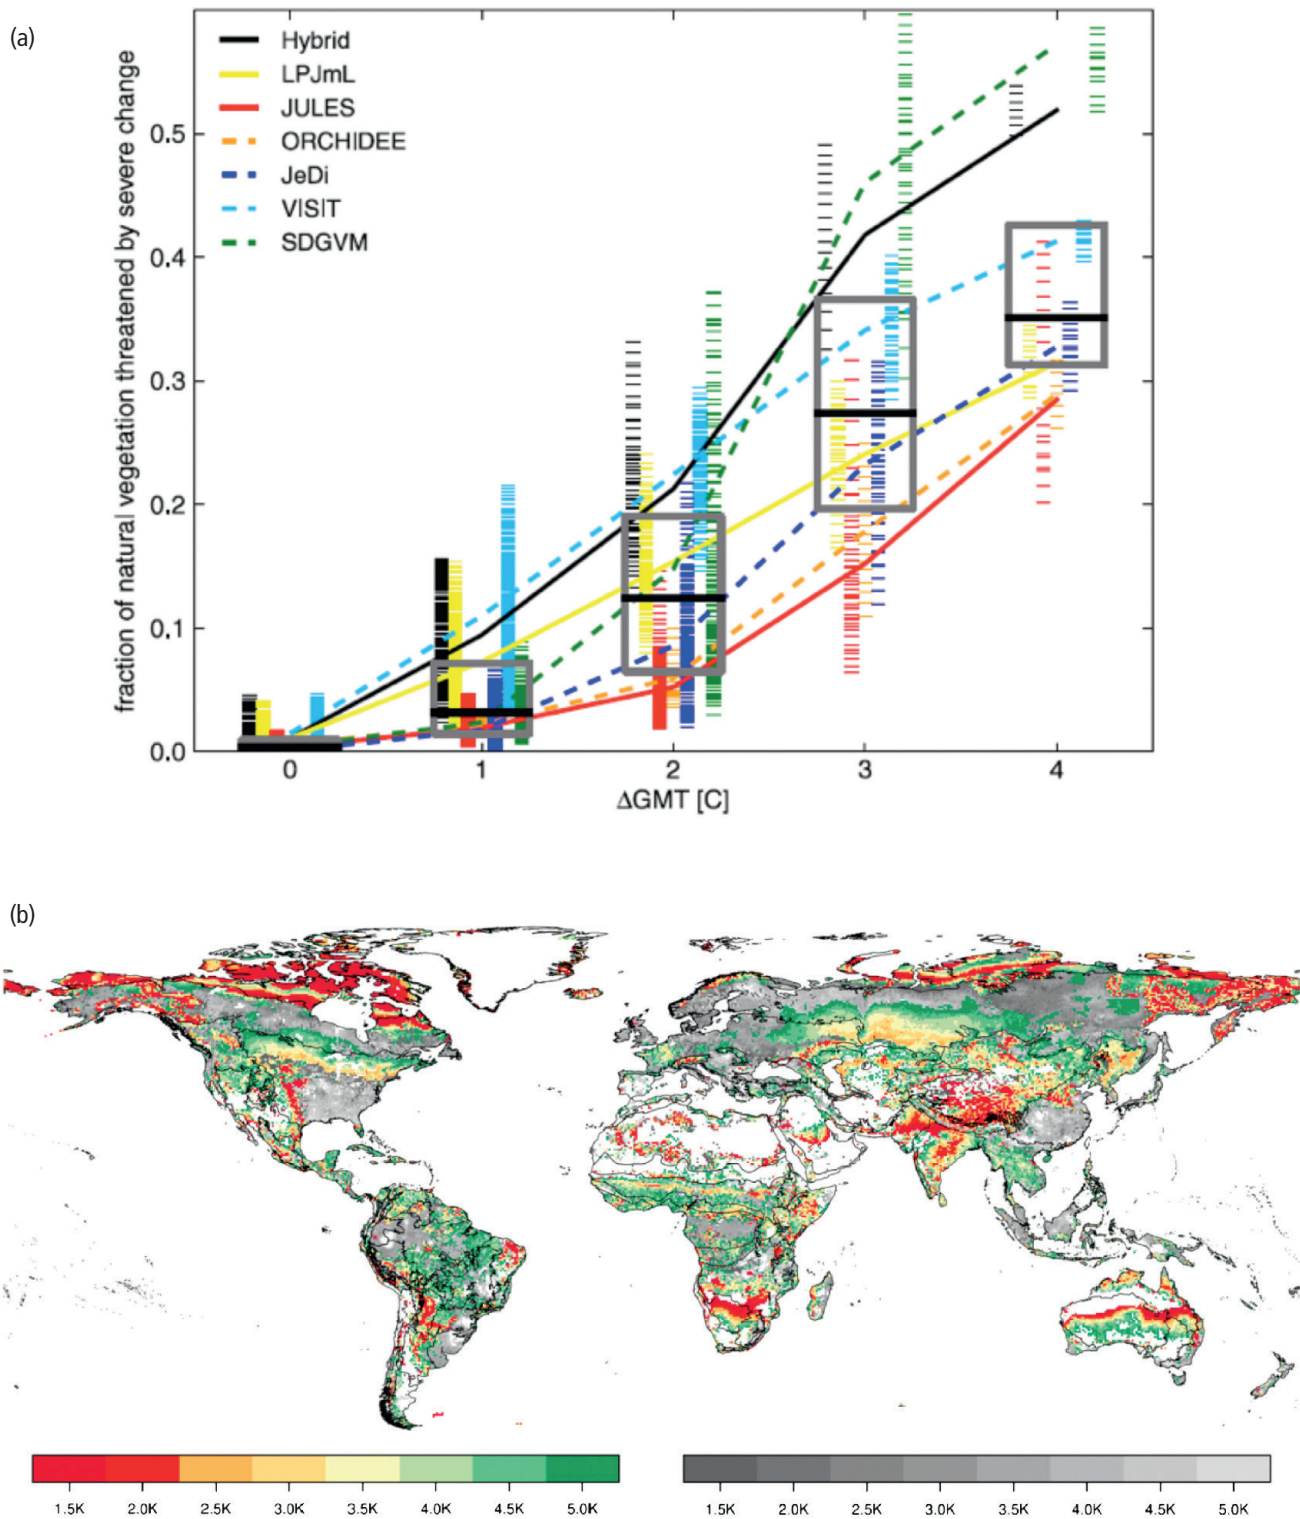 (a)
Hybrid
LPJmL
JULES
ORCHIDEE
JeDi
VISIT
SDGVM
fraction of natural vegetation threatened by severe change
0.5
0.4
0.3
0.2
0.1
0.0
0 1 2 3 4
ΔGMT [C]
(b)
1.5K 2.0K 2.5K 3.0K 3.5K 4.0K 4.5K 5.0K
1.5K 2.0K 2.5K 3.0K 3.5K 4.0K 4.5K 5.0K